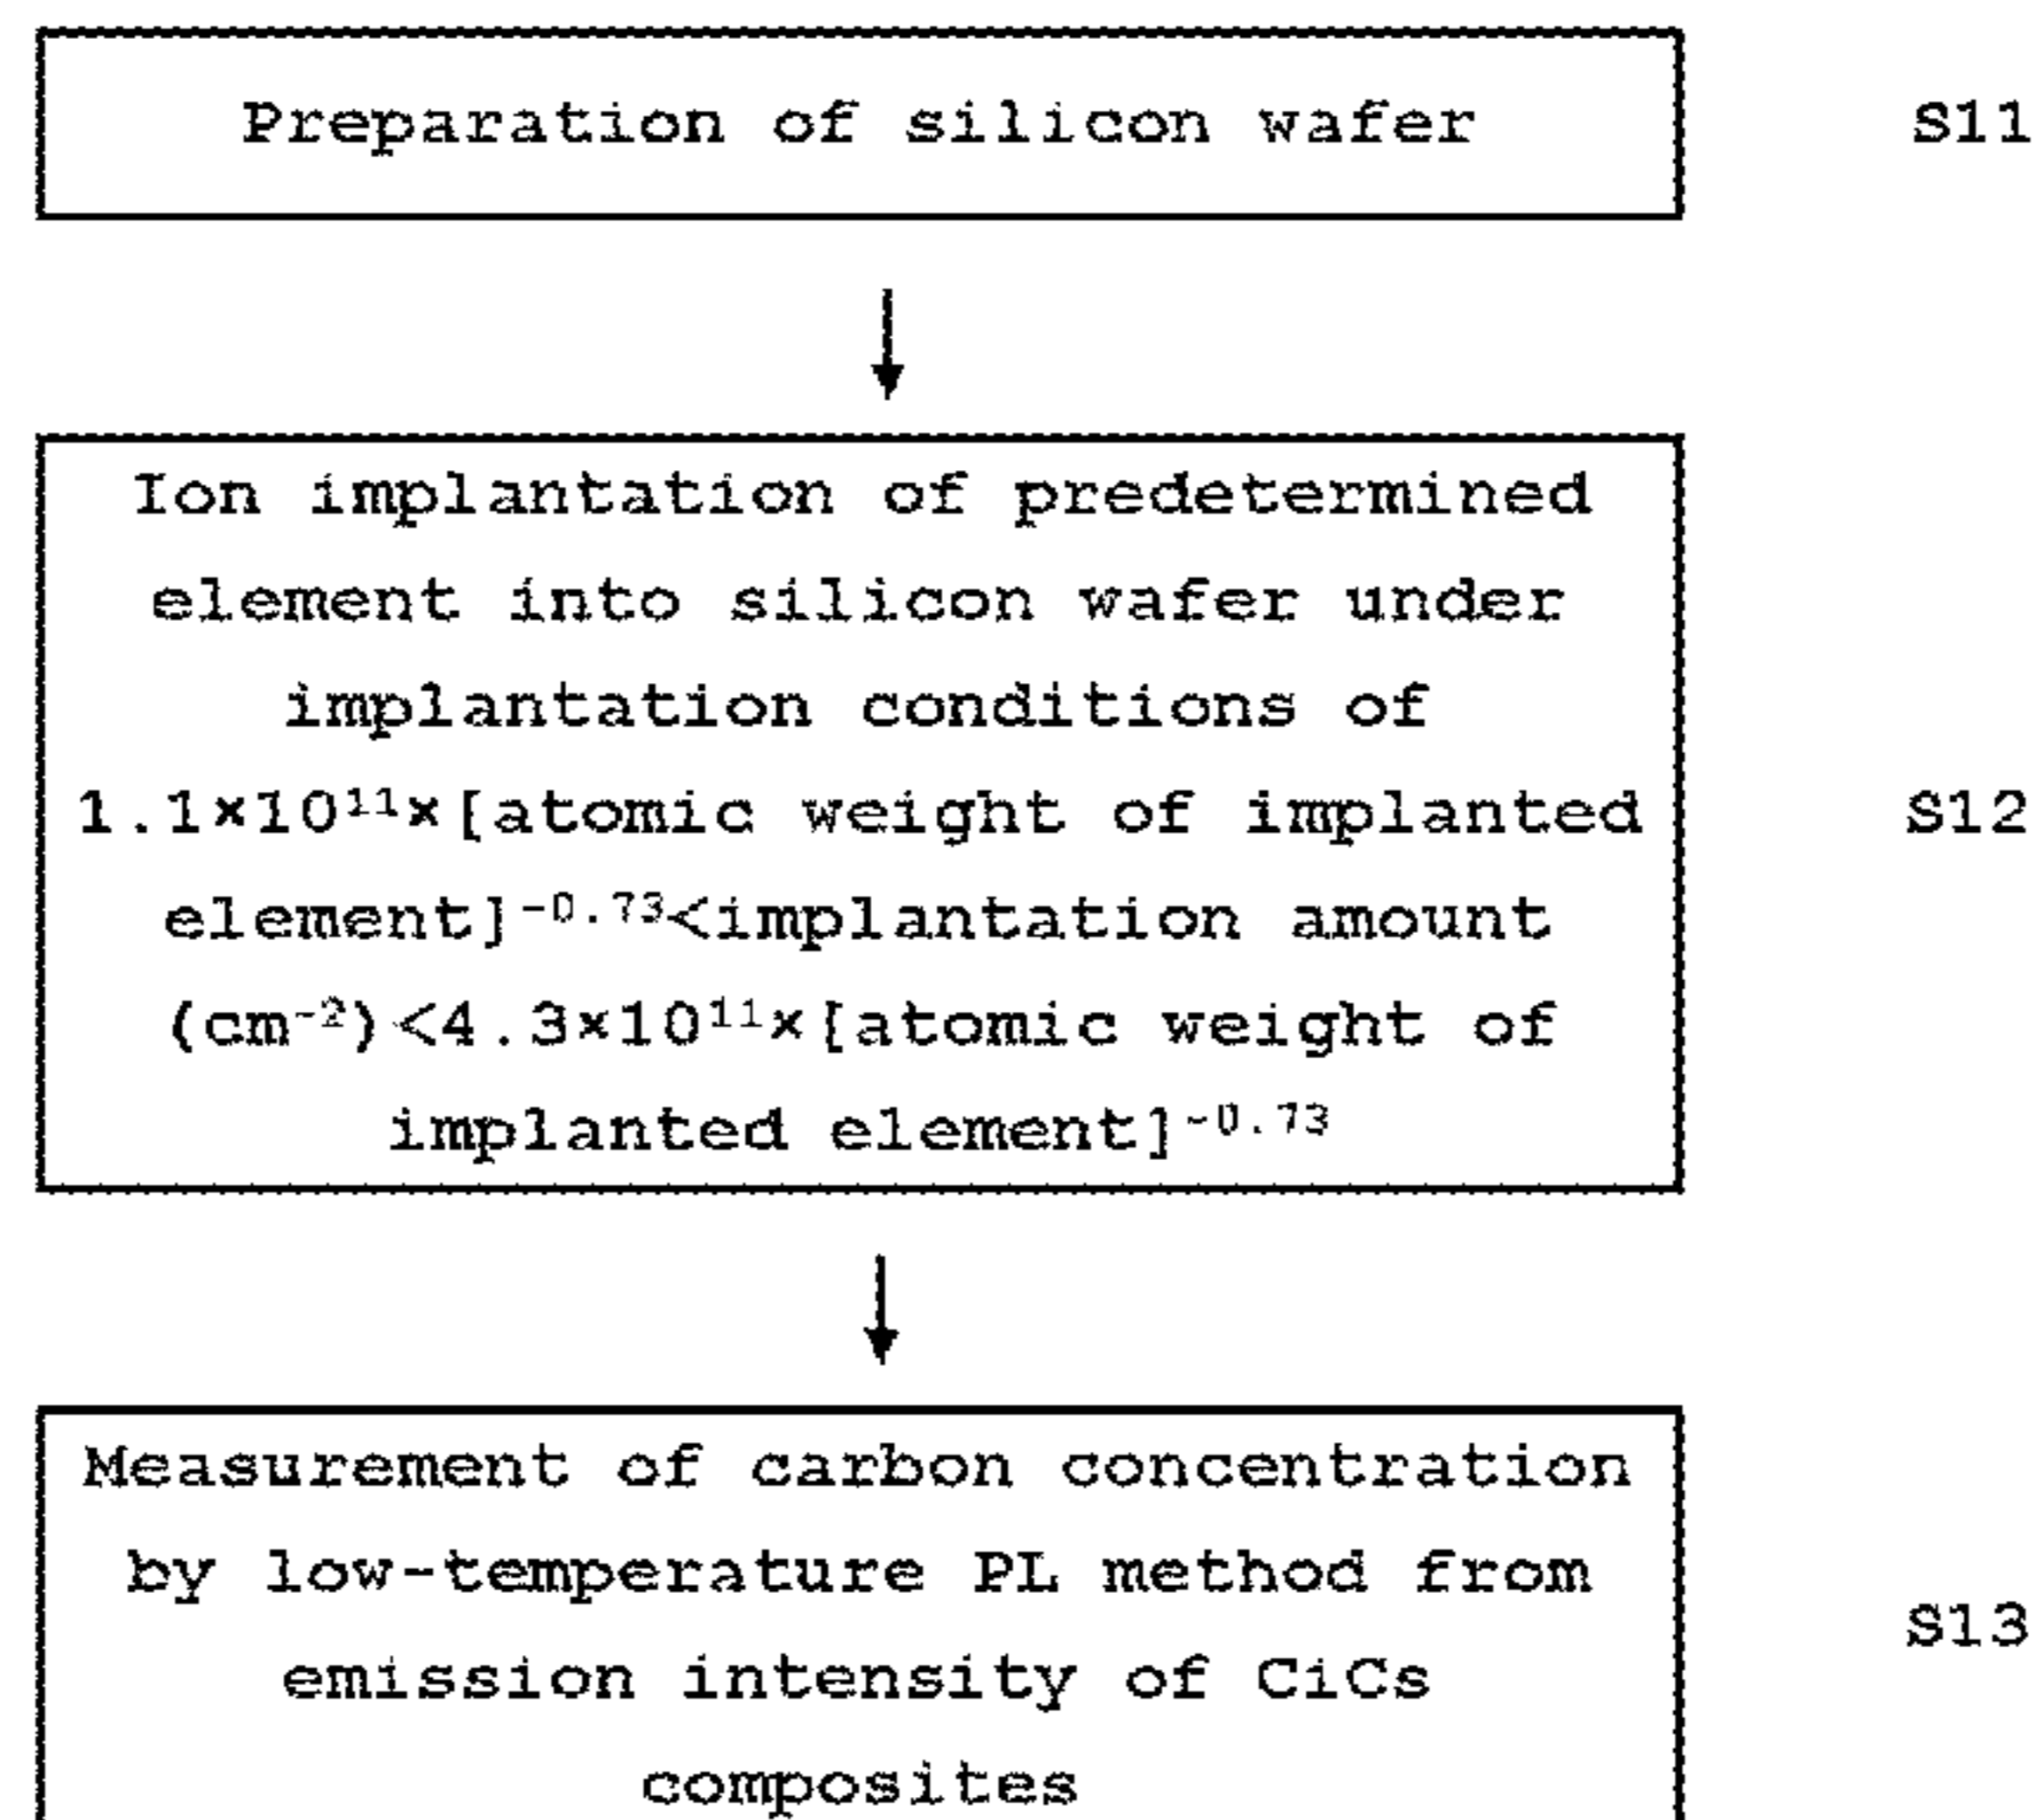 Preparation of silicon wafer
S11
Ion implantation of predetermined
element into silicon wafer under
implantation conditions of
1.1×10¹¹×[atomic weight of implanted
element]⁻⁰·⁷³<implantation amount
(cm⁻²)<4.3×10¹¹×[atomic weight of
implanted element]⁻⁰·⁷³
S12
Measurement of carbon concentration
by low-temperature PL method from
emission intensity of CiCs
composites
S13